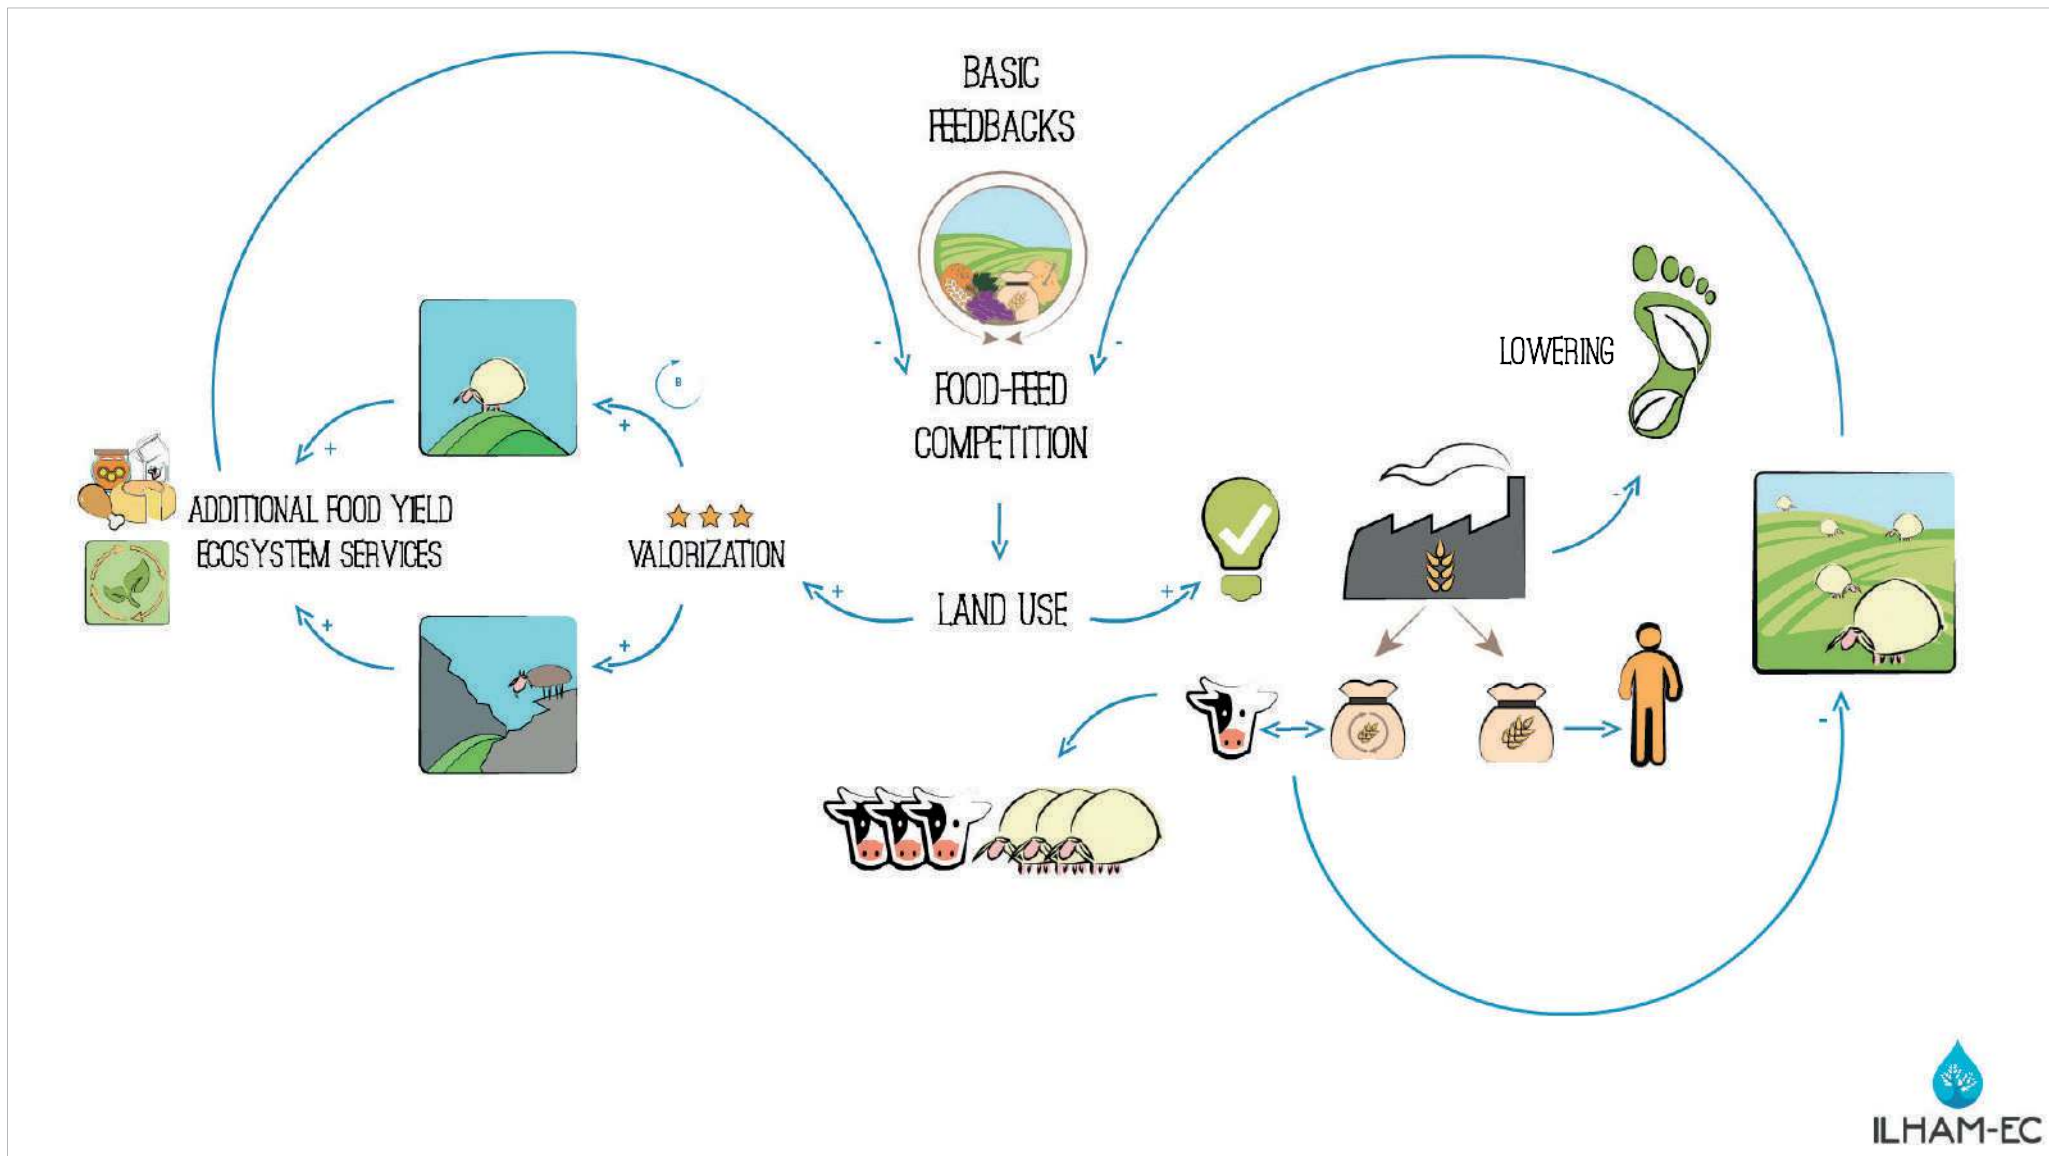 BASIC
FEEDBACKS
-
-
LOWERING
B
FOOD-FEED
COMPETITION
+
+
-
ADDITIONAL FOOD YIELD
ECOSYSTEM SERVICES
VALORIZATION
+
+
LAND USE
+
+
-
ILHAM-EC